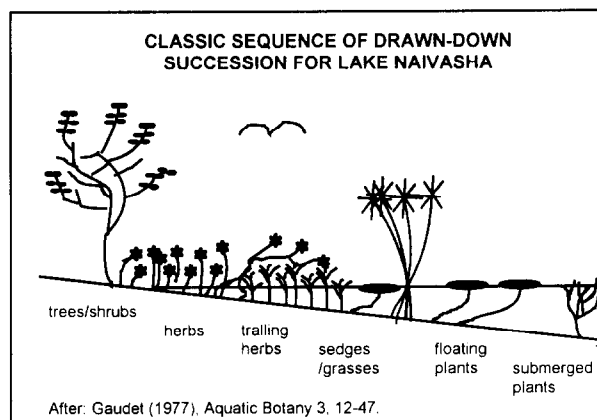 CLASSIC SEQUENCE OF DRAWN-DOWN
SUCCESSION FOR LAKE NAIVASHA
trees/shrubs
herbs
tralling
herbs
sedges
/grasses
floating
plants
submerged
plants
After: Gaudet (1977), Aquatic Botany 3, 12-47.